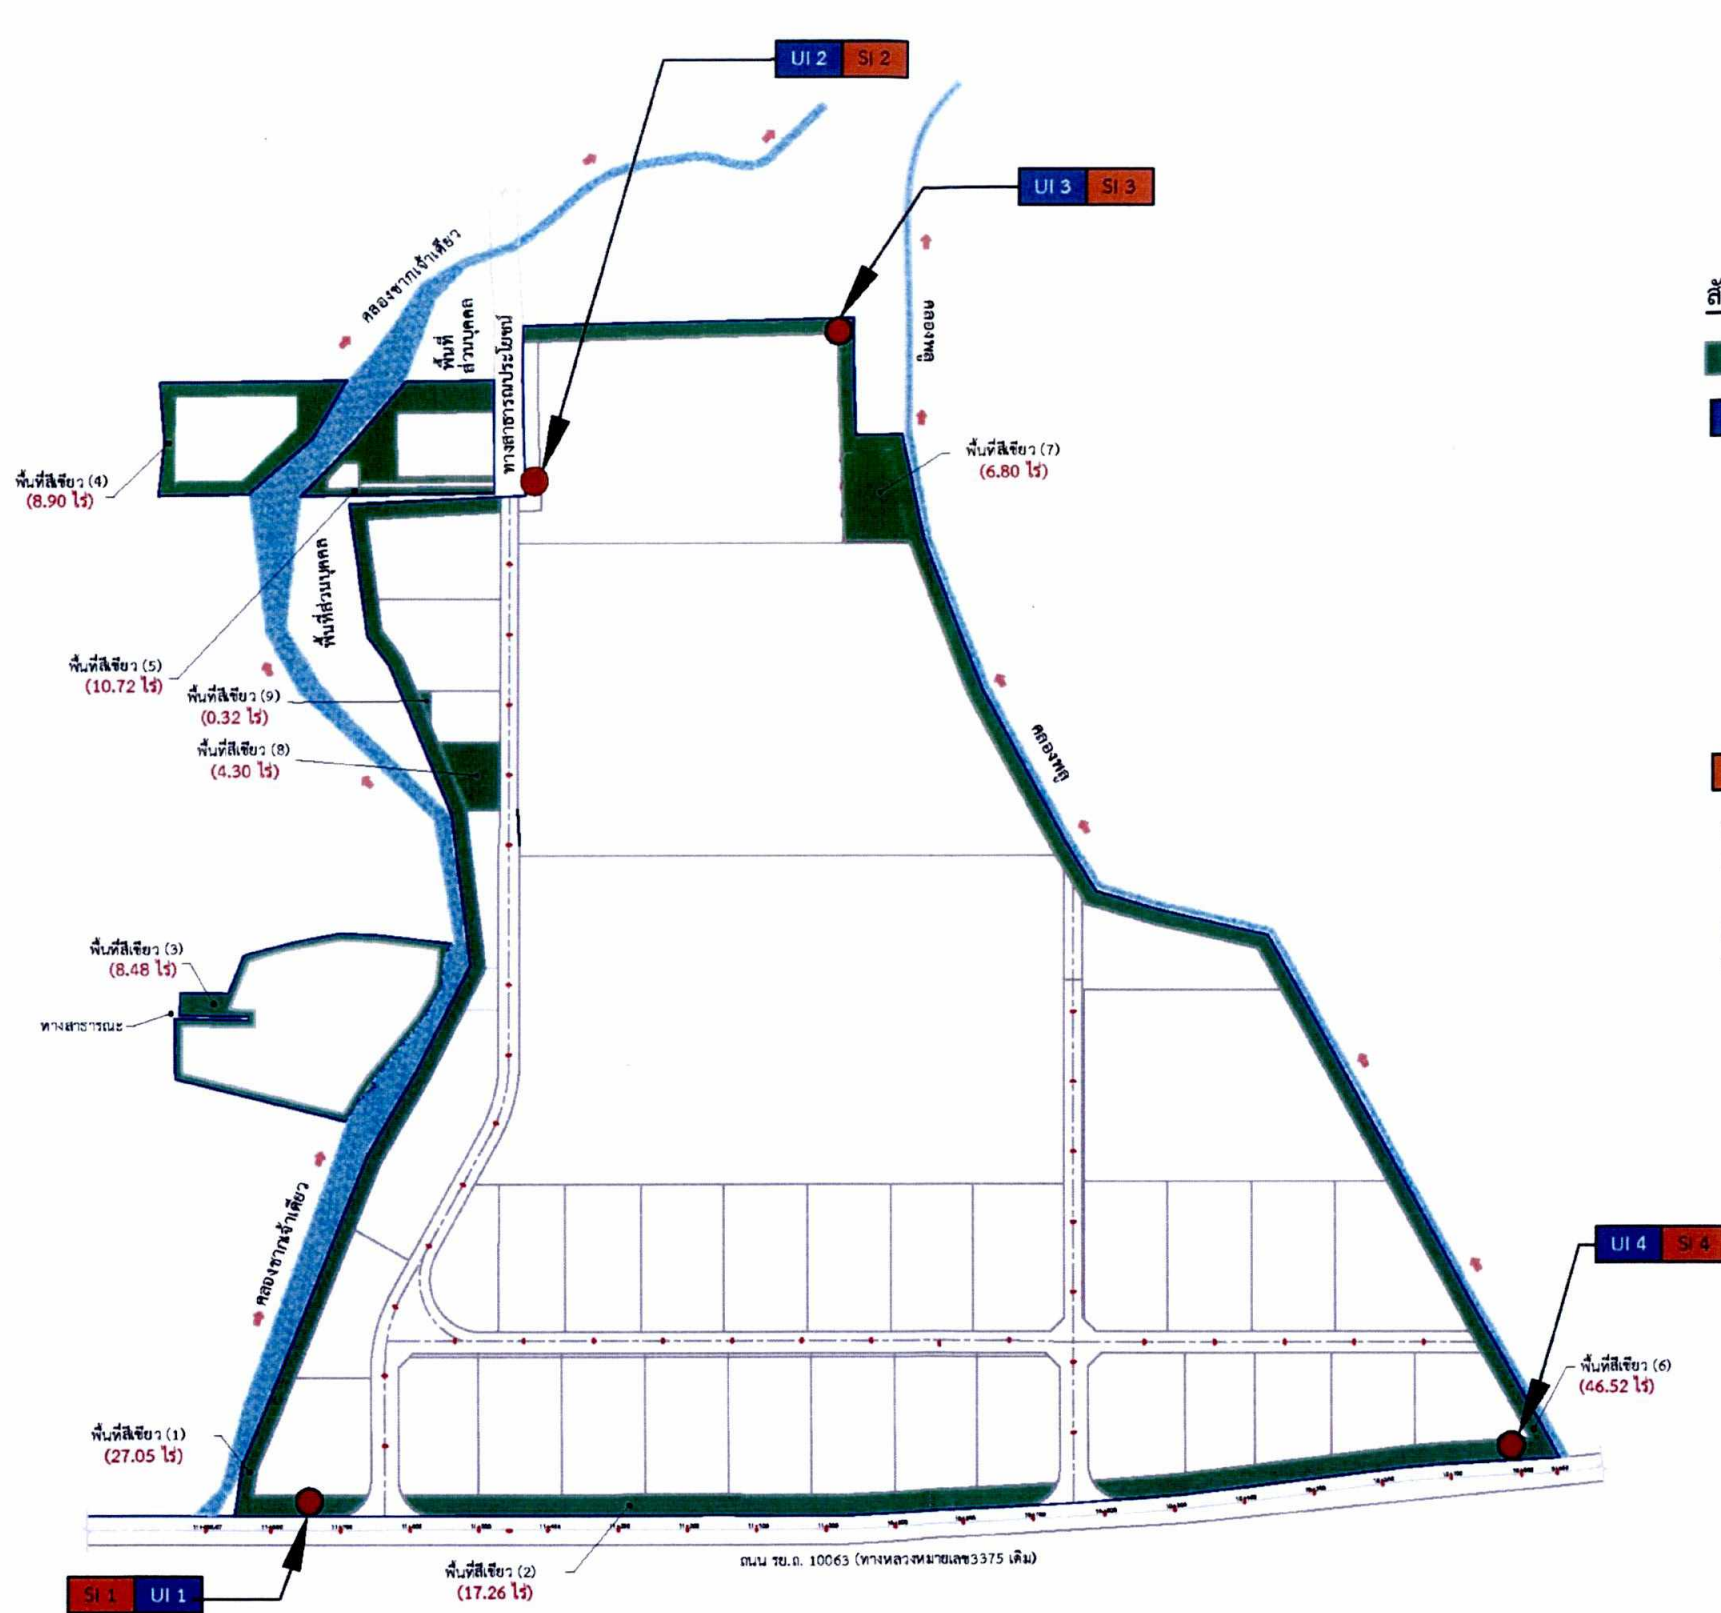 UI 2 SI 2
UI 3 SI 3
คลองชากเจ้าเดียว
พื้นที่
ส่วนบุคคล
ทางสาธารณประโยชน์
คลองพลู
พื้นที่สีเขียว (7)
(6.80 ไร่)
พื้นที่สีเขียว (4)
(8.90 ไร่)
พื้นที่ส่วนบุคคล
พื้นที่สีเขียว (5)
(10.72 ไร่)
พื้นที่สีเขียว (9)
(0.32 ไร่)
พื้นที่สีเขียว (8)
(4.30 ไร่)
คลองพลู
พื้นที่สีเขียว (3)
(8.48 ไร่)
ทางสาธารณะ
คลองชากเจ้าเดียว
UI 4 SI 4
พื้นที่สีเขียว (6)
(46.52 ไร่)
พื้นที่สีเขียว (1)
(27.05 ไร่)
ถนน รย.ถ. 10063 (ทางหลวงหมายเลข3375 เดิม)
พื้นที่สีเขียว (2)
(17.26 ไร่)
SI 1 UI 1